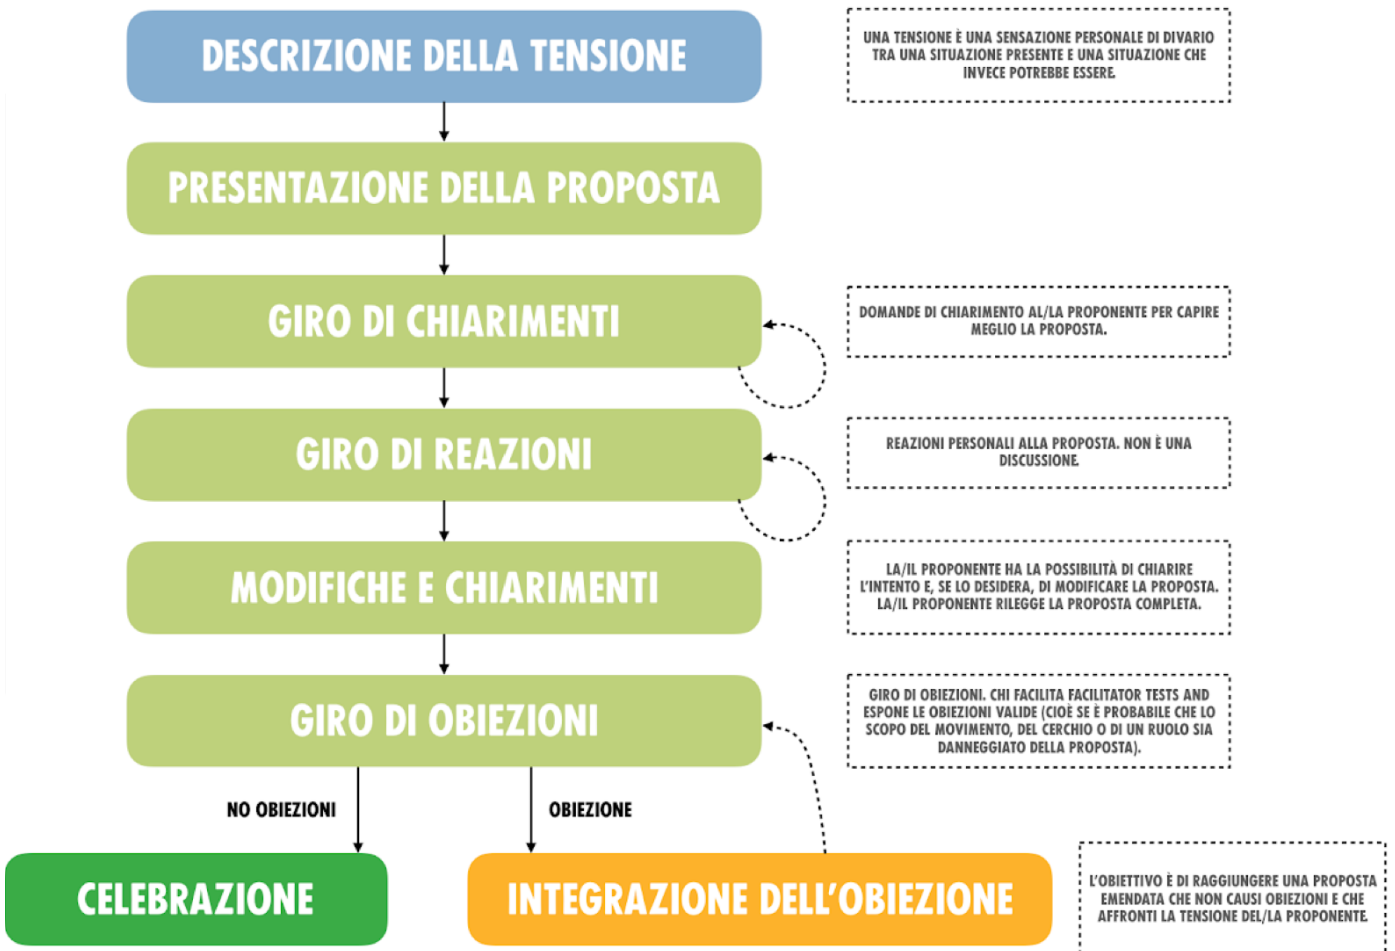 DESCRIZIONE DELLA TENSIONE
UNA TENSIONE È UNA SENSAZIONE PERSONALE DI DIVARIO
TRA UNA SITUAZIONE PRESENTE E UNA SITUAZIONE CHE
INVECE POTREBBE ESSERE.
PRESENTAZIONE DELLA PROPOSTA
GIRO DI CHIARIMENTI
DOMANDE DI CHIARIMENTO AL/LA PROPONENTE PER CAPIRE
MEGLIO LA PROPOSTA.
GIRO DI REAZIONI
REAZIONI PERSONALI ALLA PROPOSTA. NON È UNA
DISCUSSIONE.
MODIFICHE E CHIARIMENTI
LA/IL PROPONENTE HA LA POSSIBILITÀ DI CHIARIRE
L'INTENTO E, SE LO DESIDERA, DI MODIFICARE LA PROPOSTA.
LA/IL PROPONENTE RILEGGE LA PROPOSTA COMPLETA.
GIRO DI OBIEZIONI
GIRO DI OBIEZIONI. CHI FACILITA FACILITATOR TESTS AND
ESPONE LE OBIEZIONI VALIDE (CIOÈ SE È PROBABILE CHE LO
SCOPO DEL MOVIMENTO, DEL CERCHIO O DI UN RUOLO SIA
DANNEGGIATO DELLA PROPOSTA).
NO OBIEZIONI
OBIEZIONE
CELEBRAZIONE
INTEGRAZIONE DELL'OBIEZIONE
L'OBIETTIVO È DI RAGGIUNGERE UNA PROPOSTA
EMENDATA CHE NON CAUSI OBIEZIONI E CHE
AFFRONTI LA TENSIONE DEL/LA PROPONENTE.